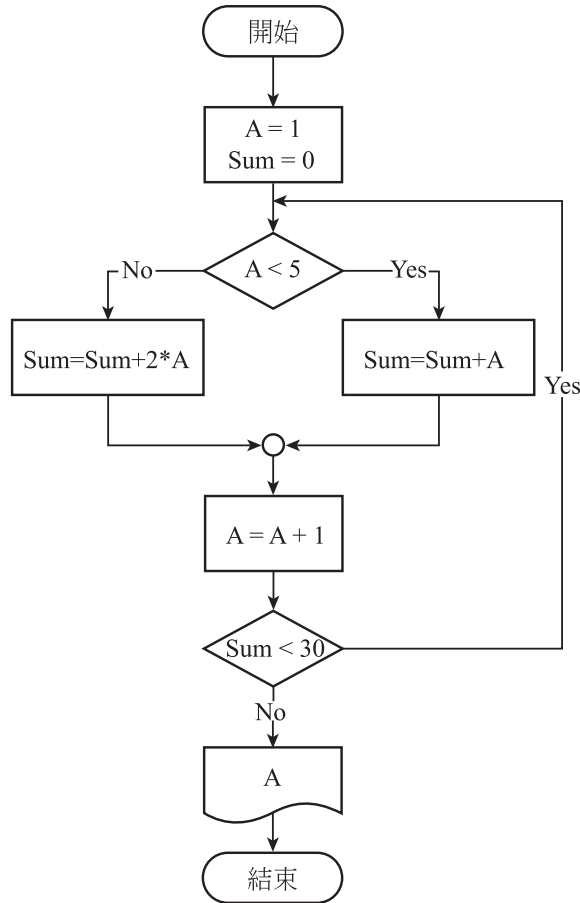 開始
A = 1
Sum = 0
A < 5
No
Yes
Sum=Sum+2*A
Sum=Sum+A
Yes
A = A + 1
Sum < 30
No
A
結束